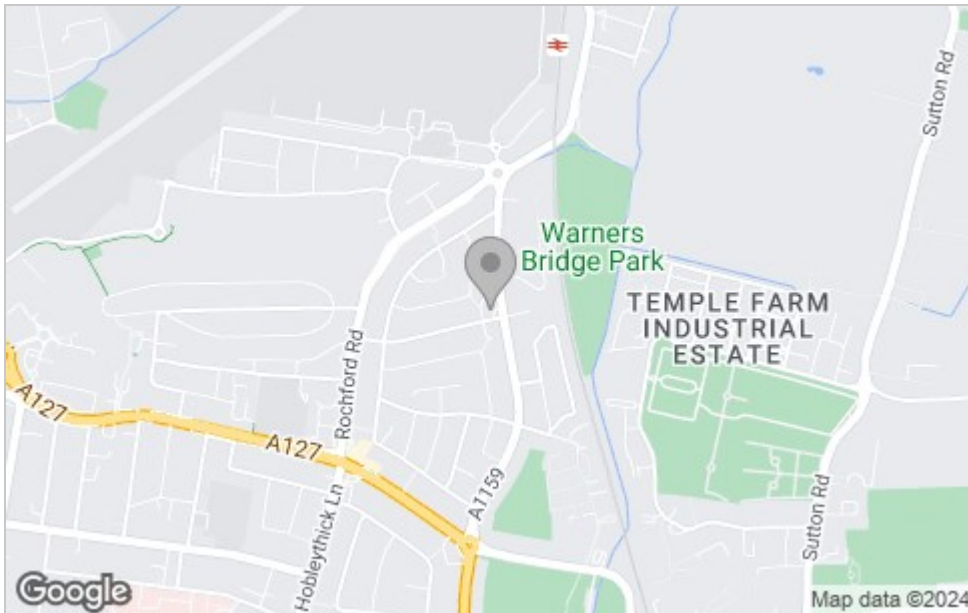 Sutton Rd
Warners
Bridge Park
TEMPLE FARM
INDUSTRIAL
ESTATE
Rochford Rd
A127
A127
A1159
Hobleythick Ln
Sutton Rd
Google
Map data ©2024